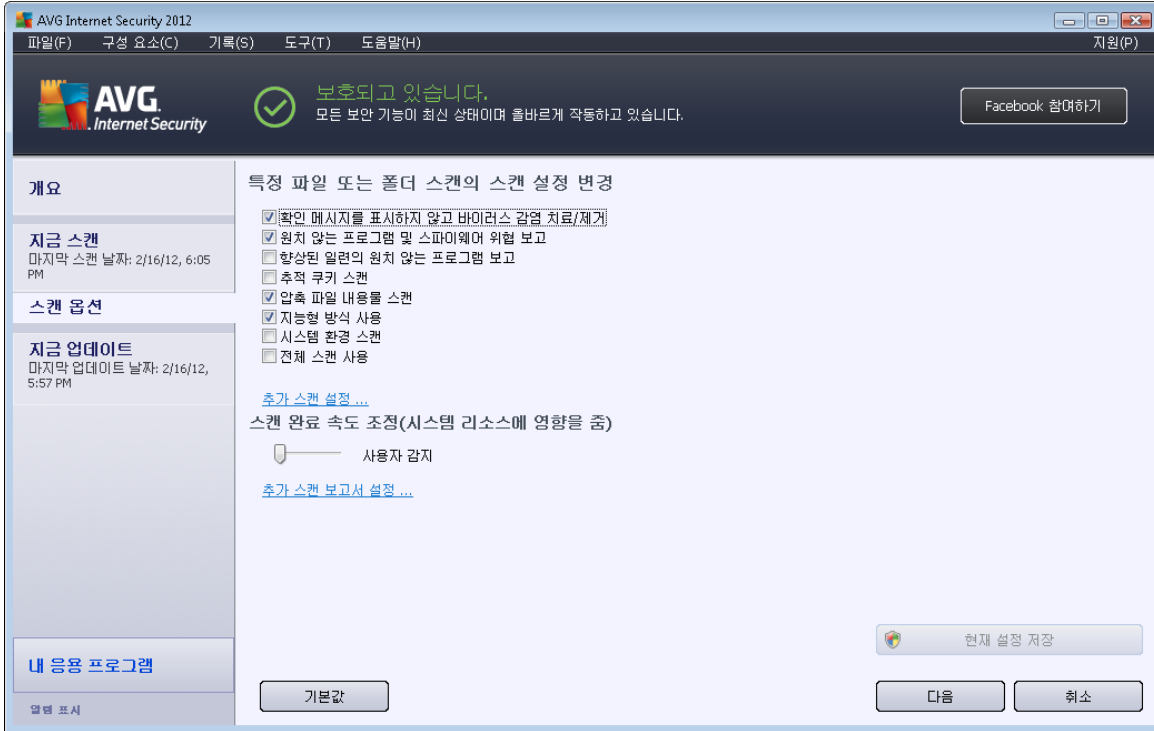 AVG Internet Security 2012
파일(F) 구성 요소(C) 기록(S) 도구(T) 도움말(H) 지원(P)
AVG.
Internet Security
보호되고 있습니다.
모든 보안 기능이 최신 상태이며 올바르게 작동하고 있습니다.
Facebook 참여하기
개요
지금 스캔
마지막 스캔 날짜: 2/16/12, 6:05
PM
스캔 옵션
지금 업데이트
마지막 업데이트 날짜: 2/16/12,
5:57 PM
내 응용 프로그램
알림 표시
특정 파일 또는 폴더 스캔의 스캔 설정 변경
확인 메시지를 표시하지 않고 바이러스 감염 치료/제거
원치 않는 프로그램 및 스파이웨어 위협 보고
향상된 일련의 원치 않는 프로그램 보고
추적 쿠키 스캔
압축 파일 내용물 스캔
지능형 방식 사용
시스템 환경 스캔
전체 스캔 사용
추가 스캔 설정 ...
스캔 완료 속도 조정(시스템 리소스에 영향을 줌)
사용자 감지
추가 스캔 보고서 설정 ...
현재 설정 저장
기본값
다음
취소